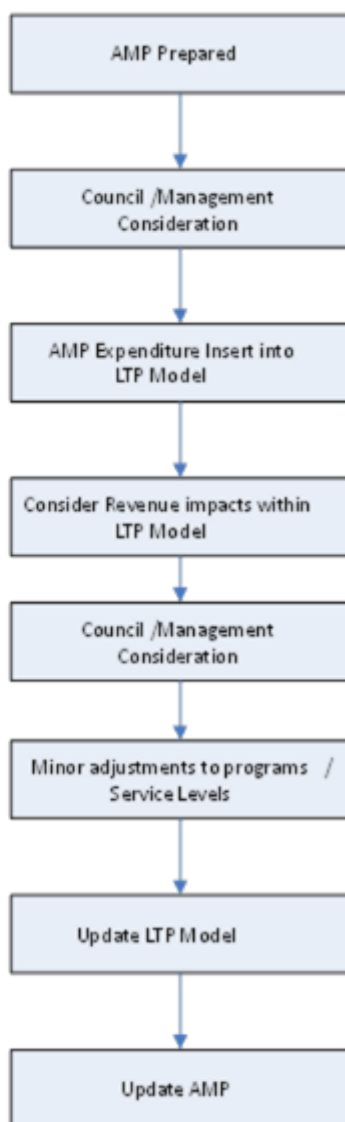 AMP Prepared
Council /Management
Consideration
AMP Expenditure Insert into
LTP Model
Consider Revenue impacts within
LTP Model
Council /Management
Consideration
Minor adjustments to programs /
Service Levels
Update LTP Model
Update AMP